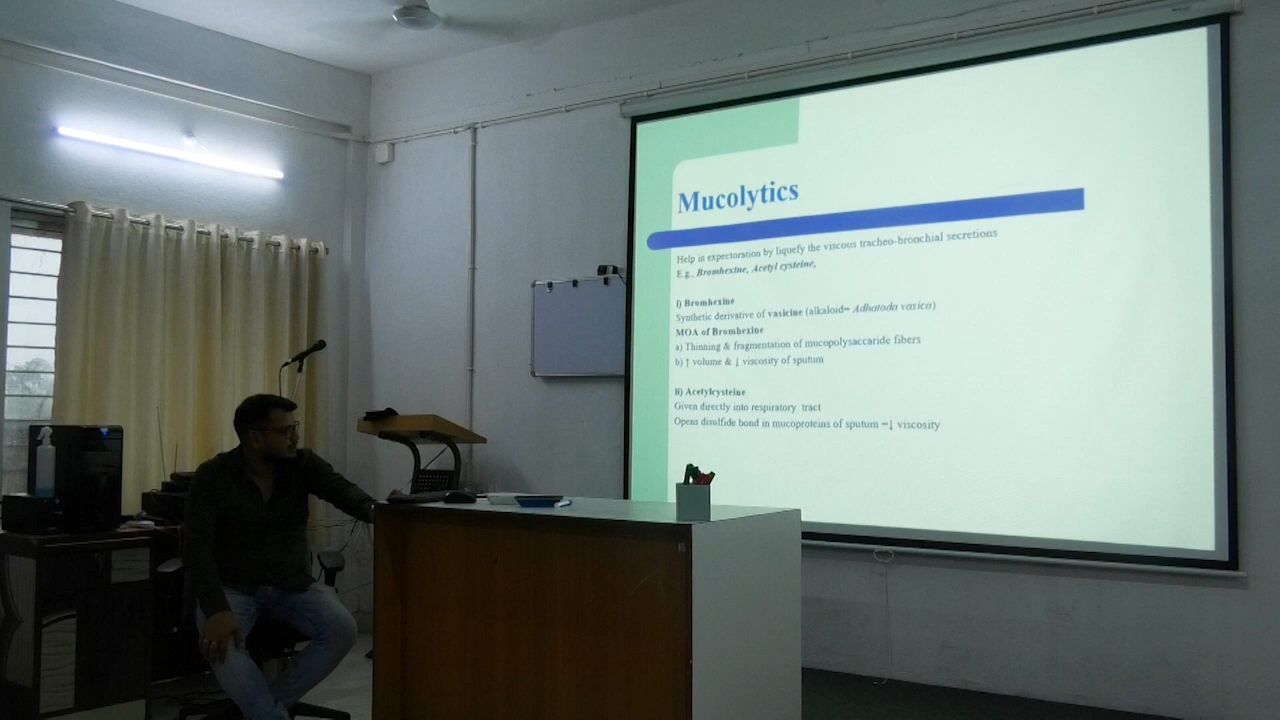 Mucolytics
Help in expectoration by liquefy the viscous tracheo-bronchial secretions
E.g., Bromhexine, Acetyl cysteine,
i) Bromhexine
Synthetic derivative of vasicine (alkaloid= Adhatoda vasica)
MOA of Bromhexine
a) Thinning & fragmentation of mucopolysaccaride fibers
b) ↑ volume & ↓ viscosity of sputum
ii) Acetylcysteine
Given directly into respiratory tract
Opens disulfide bond in mucoproteins of sputum =↓ viscosity